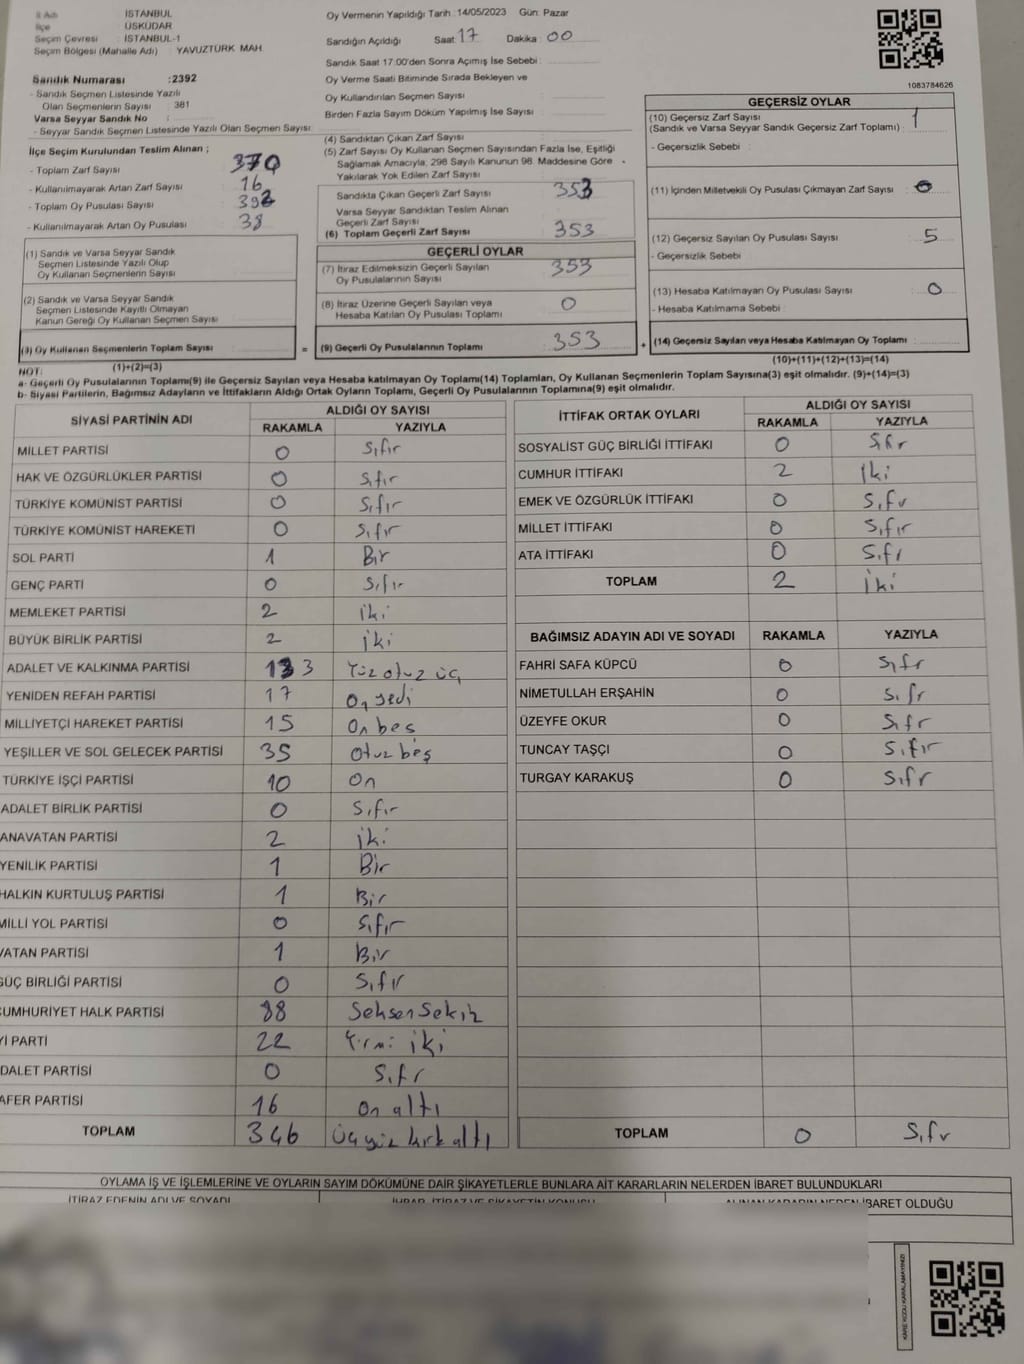 İli Adı : İSTANBUL
İlçe : ÜSKÜDAR
Seçim Çevresi : İSTANBUL-1
Seçim Bölgesi (Mahalle Adı) : YAVUZTÜRK MAH.
Sandık Numarası :2392
- Sandık Seçmen Listesinde Yazılı
Olan Seçmenlerin Sayısı : 381
Varsa Seyyar Sandık No :
- Seyyar Sandık Seçmen Listesinde Yazılı Olan Seçmen Sayısı:
İlçe Seçim Kurulundan Teslim Alınan ;
- Toplam Zarf Sayısı 370
- Kullanılmayarak Artan Zarf Sayısı 16
- Toplam Oy Pusulası Sayısı 392
- Kullanılmayarak Artan Oy Pusulası 38
(1) Sandık ve Varsa Seyyar Sandık
Seçmen Listesinde Yazılı Olup
Oy Kullanan Seçmenlerin Sayısı
(2) Sandık ve Varsa Seyyar Sandık
Seçmen Listesinde Kayıtlı Olmayan
Kanun Gereği Oy Kullanan Seçmen Sayısı
(3) Oy Kullanan Seçmenlerin Toplam Sayısı
(1)+(2)=(3)
Oy Vermenin Yapıldığı Tarih :14/05/2023 Gün: Pazar
Sandığın Açıldığı Saat: 17 Dakika : 00
Sandık Saat 17:00'den Sonra Açımış İse Sebebi :
Oy Verme Saati Bitiminde Sırada Bekleyen ve
Oy Kullandırılan Seçmen Sayısı
Birden Fazla Sayım Döküm Yapılmış İse Sayısı :
(4) Sandıktan Çıkan Zarf Sayısı
(5) Zarf Sayısı Oy Kullanan Seçmen Sayısından Fazla İse, Eşitliği
Sağlamak Amacıyla; 298 Sayılı Kanunun 98. Maddesine Göre
Yakılarak Yok Edilen Zarf Sayısı
Sandıkta Çıkan Geçerli Zarf Sayısı 353
Varsa Seyyar Sandıktan Teslim Alınan
Geçerli Zarf Sayısı
(6) Toplam Geçerli Zarf Sayısı 353
GEÇERLİ OYLAR
(7) İtiraz Edilmeksizin Geçerli Sayılan
Oy Pusulalarının Sayısı 353
(8) İtiraz Üzerine Geçerli Sayılan veya
Hesaba Katılan Oy Pusulası Toplamı 0
= (9) Geçerli Oy Pusulalarının Toplamı 353 +
1083784626
GEÇERSİZ OYLAR
(10) Geçersiz Zarf Sayısı
(Sandık ve Varsa Seyyar Sandık Geçersiz Zarf Toplamı) : 1
- Geçersizlik Sebebi :
(11) İçinden Milletvekili Oy Pusulası Çıkmayan Zarf Sayısı 0
(12) Geçersiz Sayılan Oy Pusulası Sayısı 5
- Geçersizlik Sebebi
(13) Hesaba Katılmayan Oy Pusulası Sayısı 0
- Hesaba Katılmama Sebebi :
(14) Geçersiz Sayılan veya Hesaba Katılmayan Oy Toplamı :
(10)+(11)+(12)+(13)=(14)
NOT:
a- Geçerli Oy Pusulalarının Toplamı(9) ile Geçersiz Sayılan veya Hesaba katılmayan Oy Toplamı(14) Toplamları, Oy Kullanan Seçmenlerin Toplam Sayısına(3) eşit olmalıdır. (9)+(14)=(3)
b- Siyasi Partilerin, Bağımsız Adayların ve İttifakların Aldığı Ortak Oyların Toplamı, Geçerli Oy Pusulalarının Toplamına(9) eşit olmalıdır.
SİYASİ PARTİNİN ADI
ALDIĞI OY SAYISI
RAKAMLA YAZIYLA
MİLLET PARTİSİ 0 Sıfır
HAK VE ÖZGÜRLÜKLER PARTİSİ 0 Sıfır
TÜRKİYE KOMÜNİST PARTİSİ 0 Sıfır
TÜRKİYE KOMÜNİST HAREKETİ 0 Sıfır
SOL PARTİ 1 Bir
GENÇ PARTİ 0 Sıfır
MEMLEKET PARTİSİ 2 iki
BÜYÜK BİRLİK PARTİSİ 2 iki
ADALET VE KALKINMA PARTİSİ 133 Yüz otuz üç
YENİDEN REFAH PARTİSİ 17 On yedi
MİLLİYETÇİ HAREKET PARTİSİ 15 On beş
YEŞİLLER VE SOL GELECEK PARTİSİ 35 Otuz beş
TÜRKİYE İŞÇİ PARTİSİ 10 On
ADALET BİRLİK PARTİSİ 0 Sıfır
ANAVATAN PARTİSİ 2 iki
YENİLİK PARTİSİ 1 Bir
HALKIN KURTULUŞ PARTİSİ 1 Bir
MİLLİ YOL PARTİSİ 0 Sıfır
VATAN PARTİSİ 1 Bir
GÜÇ BİRLİĞİ PARTİSİ 0 Sıfır
CUMHURİYET HALK PARTİSİ 88 Seksen Sekiz
Yİ PARTİ 22 Yirmi iki
DALET PARTİSİ 0 Sıfr
AFER PARTİSİ 16 On altı
TOPLAM 346 Üçyüz kırk altı
İTTİFAK ORTAK OYLARI
ALDIĞI OY SAYISI
RAKAMLA YAZIYLA
SOSYALİST GÜÇ BİRLİĞİ İTTİFAKI 0 Sıfır
CUMHUR İTTİFAKI 2 İki
EMEK VE ÖZGÜRLÜK İTTİFAKI 0 Sıfır
MİLLET İTTİFAKI 0 Sıfır
ATA İTTİFAKI 0 Sıfır
TOPLAM 2 iki
BAĞIMSIZ ADAYIN ADI VE SOYADI RAKAMLA YAZIYLA
FAHRİ SAFA KÜPCÜ 0 Sıfr
NİMETULLAH ERŞAHİN 0 Sıfr
ÜZEYFE OKUR 0 Sıfr
TUNCAY TAŞÇI 0 Sıfır
TURGAY KARAKUŞ 0 Sıfr
TOPLAM 0 Sıfır
OYLAMA İŞ VE İŞLEMLERİNE VE OYLARIN SAYIM DÖKÜMÜNE DAİR ŞİKAYETLERLE BUNLARA AİT KARARLARIN NELERDEN İBARET BULUNDUKLARI
İTİRAZ EDENİN ADI VE SOYADI İHBAR, İTİRAZ VE ŞİKAYETİN KONUSU ALINAN KARARIN NEDEN İBARET OLDUĞU
KARE KODU KARALAMAYINIZ!